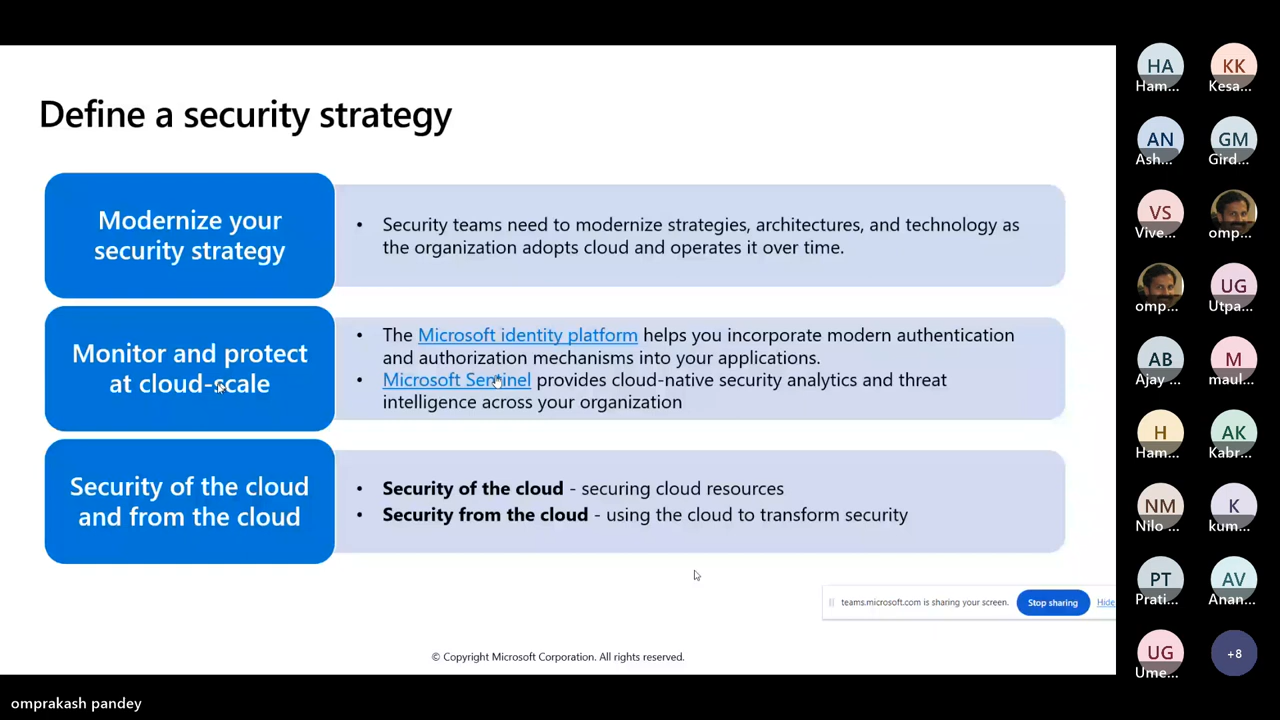 Define a security strategy
Modernize your
security strategy
• Security teams need to modernize strategies, architectures, and technology as
the organization adopts cloud and operates it over time.
Monitor and protect
at cloud-scale
• The Microsoft identity platform helps you incorporate modern authentication
and authorization mechanisms into your applications.
• Microsoft Sentinel provides cloud-native security analytics and threat
intelligence across your organization
Security of the cloud
and from the cloud
• Security of the cloud - securing cloud resources
• Security from the cloud - using the cloud to transform security
teams.microsoft.com is sharing your screen. Stop sharing Hide
© Copyright Microsoft Corporation. All rights reserved.
omprakash pandey
HA KK
Ham... Kesa...
AN GM
Ash... Gird...
VS
Vive... omp...
UG
omp... Utpa...
AB M
Ajay ... maul...
H AK
Ham... Kabr...
NM K
Nilo ... kum...
PT AV
Prati... Anan...
UG +8
Ume...